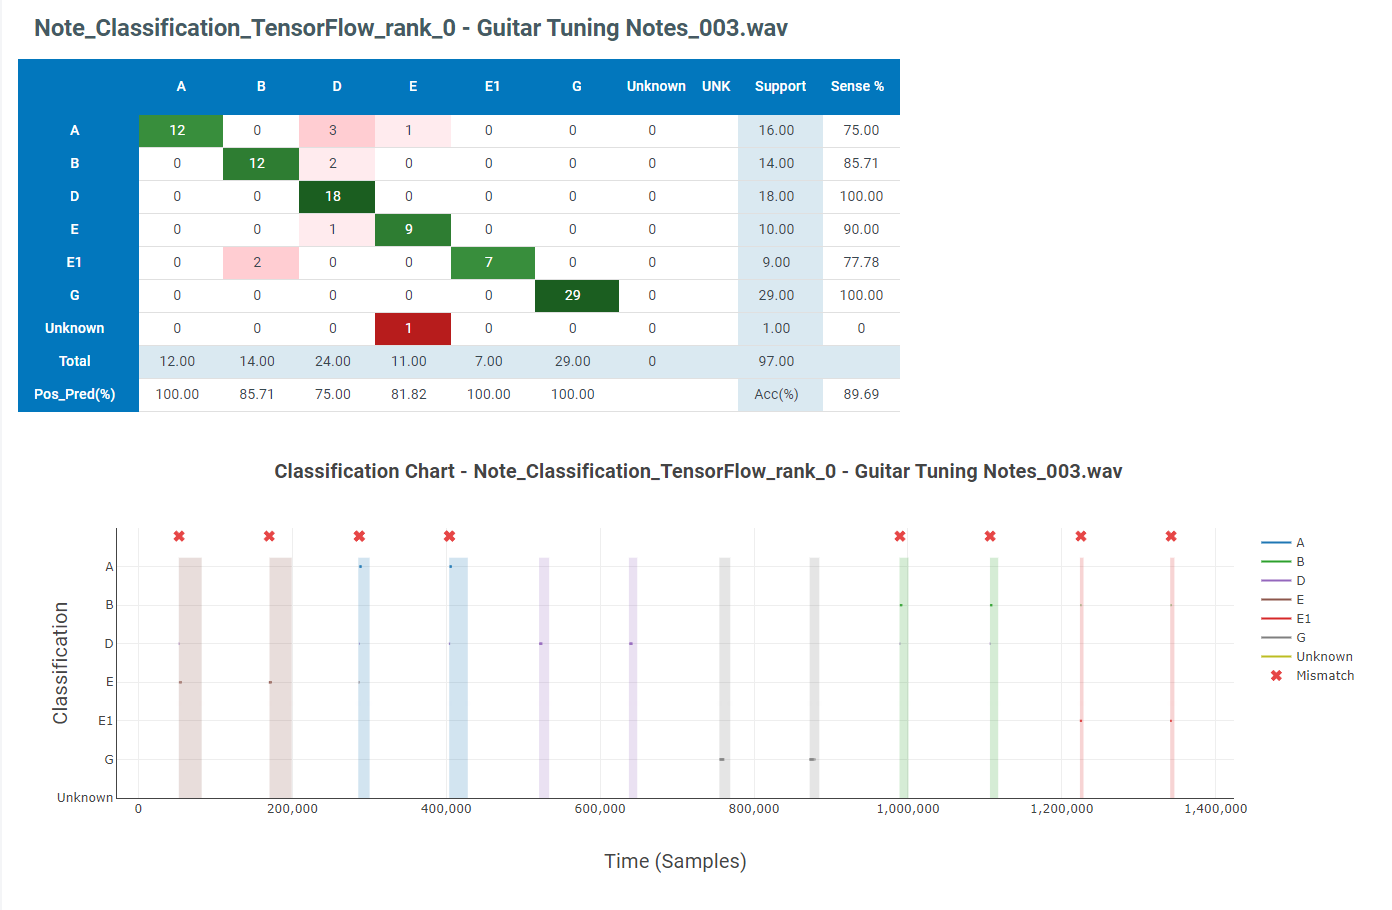 Note_Classification_TensorFlow_rank_0 - Guitar Tuning Notes_003.wav
A B D E E1 G Unknown UNK Support Sense %
A 12 0 3 1 0 0 0 16.00 75.00
B 0 12 2 0 0 0 0 14.00 85.71
D 0 0 18 0 0 0 0 18.00 100.00
E 0 0 1 9 0 0 0 10.00 90.00
E1 0 2 0 0 7 0 0 9.00 77.78
G 0 0 0 0 0 29 0 29.00 100.00
Unknown 0 0 0 1 0 0 0 1.00 0
Total 12.00 14.00 24.00 11.00 7.00 29.00 0 97.00
Pos_Pred(%) 100.00 85.71 75.00 81.82 100.00 100.00 Acc(%) 89.69
Classification Chart - Note_Classification_TensorFlow_rank_0 - Guitar Tuning Notes_003.wav
Classification
A
B
D
E
E1
G
Unknown
0 200,000 400,000 600,000 800,000 1,000,000 1,200,000 1,400,000
Time (Samples)
A
B
D
E
E1
G
Unknown
Mismatch